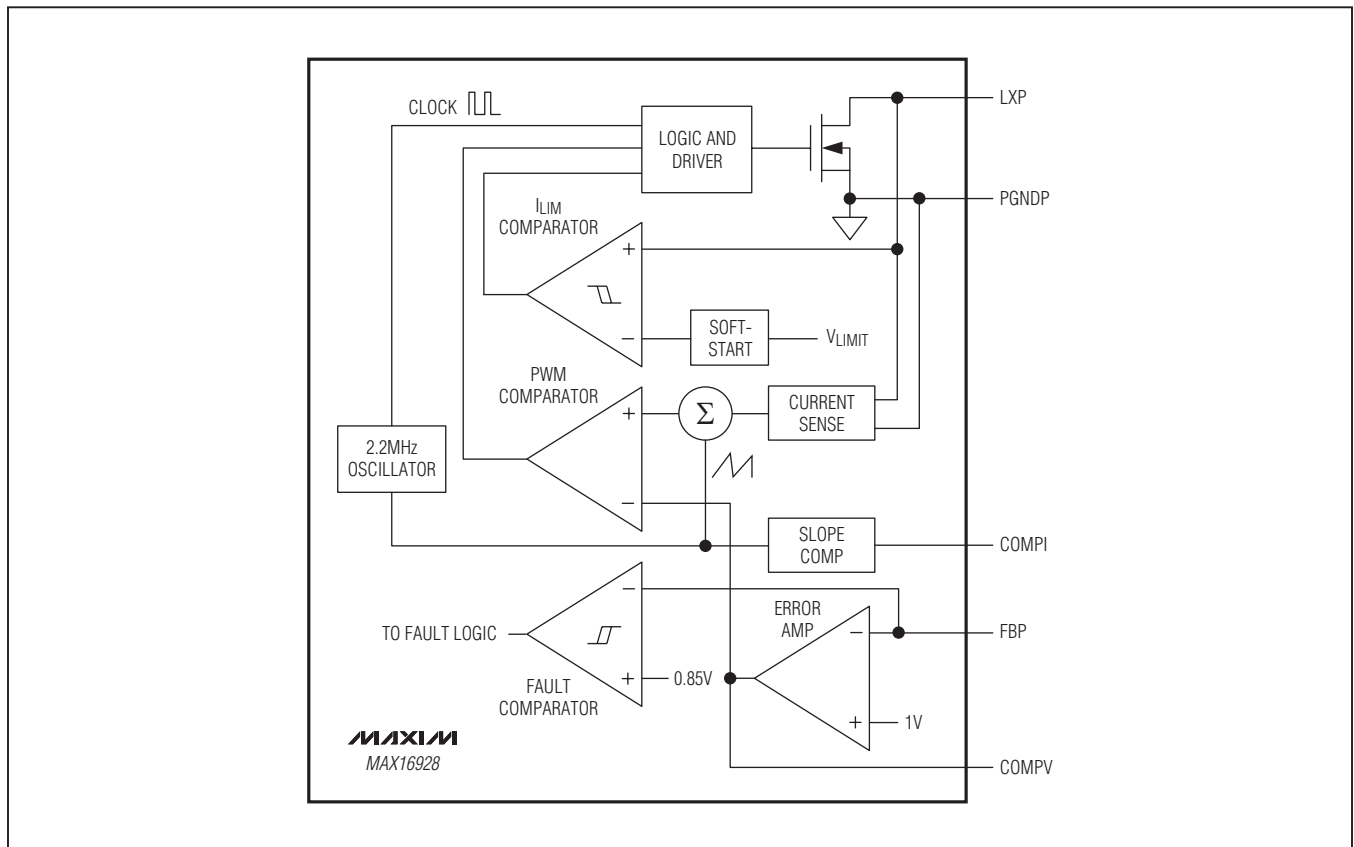 CLOCK
LOGIC AND
DRIVER
LXP
PGNDP
ILIM
COMPARATOR
+
−
SOFT-
START
VLIMIT
PWM
COMPARATOR
+
−
Σ
CURRENT
SENSE
2.2MHz
OSCILLATOR
SLOPE
COMP
COMPI
−
+
TO FAULT LOGIC
FAULT
COMPARATOR
0.85V
ERROR
AMP
−
+
FBP
1V
COMPV
MAXIM
MAX16928